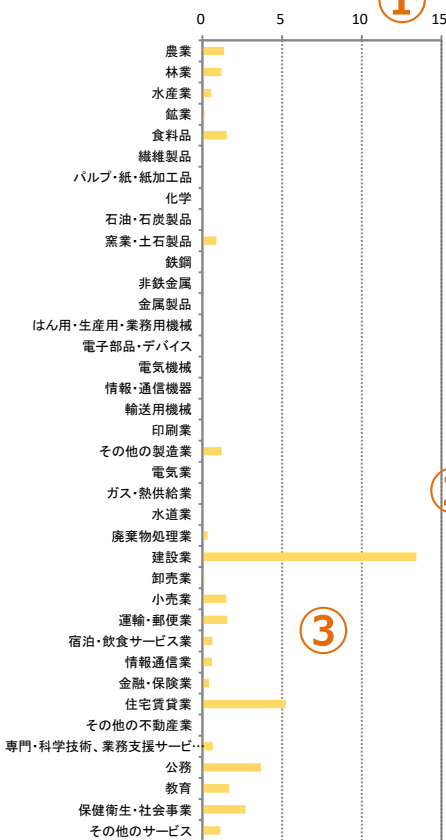 ①
0 5 10 15
農業
林業
水産業
鉱業
食料品
繊維製品
パルプ・紙・紙加工品
化学
石油・石炭製品
窯業・土石製品
鉄鋼
非鉄金属
金属製品
はん用・生産用・業務用機械
電子部品・デバイス
電気機械
情報・通信機器
輸送用機械
印刷業
その他の製造業
電気業
ガス・熱供給業
水道業
廃棄物処理業
建設業
卸売業
小売業
運輸・郵便業
③
宿泊・飲食サービス業
情報通信業
金融・保険業
住宅賃貸業
その他の不動産業
専門・科学技術、業務支援サービ…
公務
教育
保健衛生・社会事業
その他のサービス